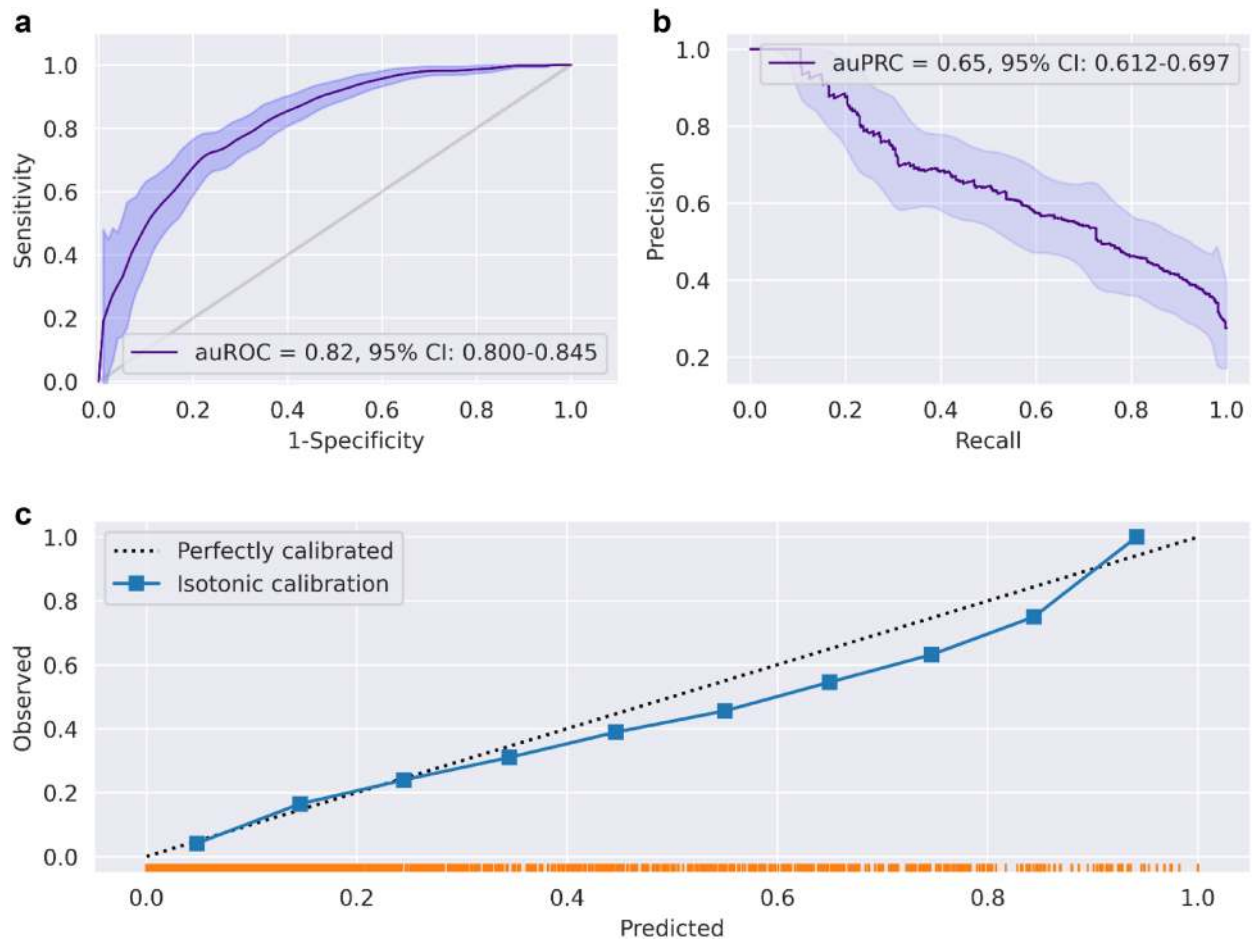 a
1.0
0.8
0.6
0.4
0.2
0.0
Sensitivity
auROC = 0.82, 95% CI: 0.800-0.845
0.0 0.2 0.4 0.6 0.8 1.0
1-Specificity
b
1.0
0.8
0.6
0.4
0.2
Precision
auPRC = 0.65, 95% CI: 0.612-0.697
0.0 0.2 0.4 0.6 0.8 1.0
Recall
c
1.0
0.8
0.6
0.4
0.2
0.0
Observed
Perfectly calibrated
Isotonic calibration
0.0 0.2 0.4 0.6 0.8 1.0
Predicted